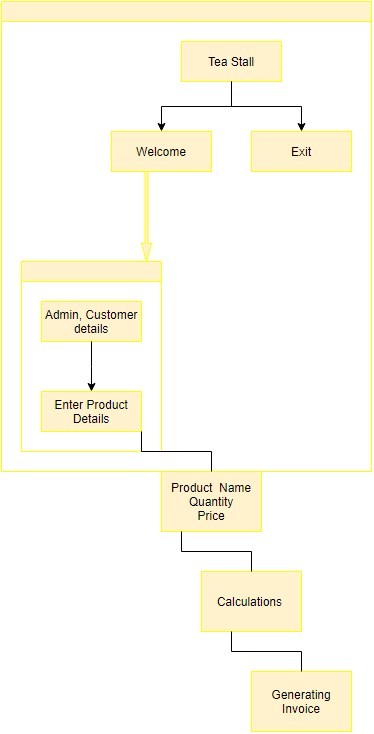 Tea Stall
Welcome
Exit
Admin, Customer
details
Enter Product
Details
Product Name
Quantity
Price
Calculations
Generating
Invoice